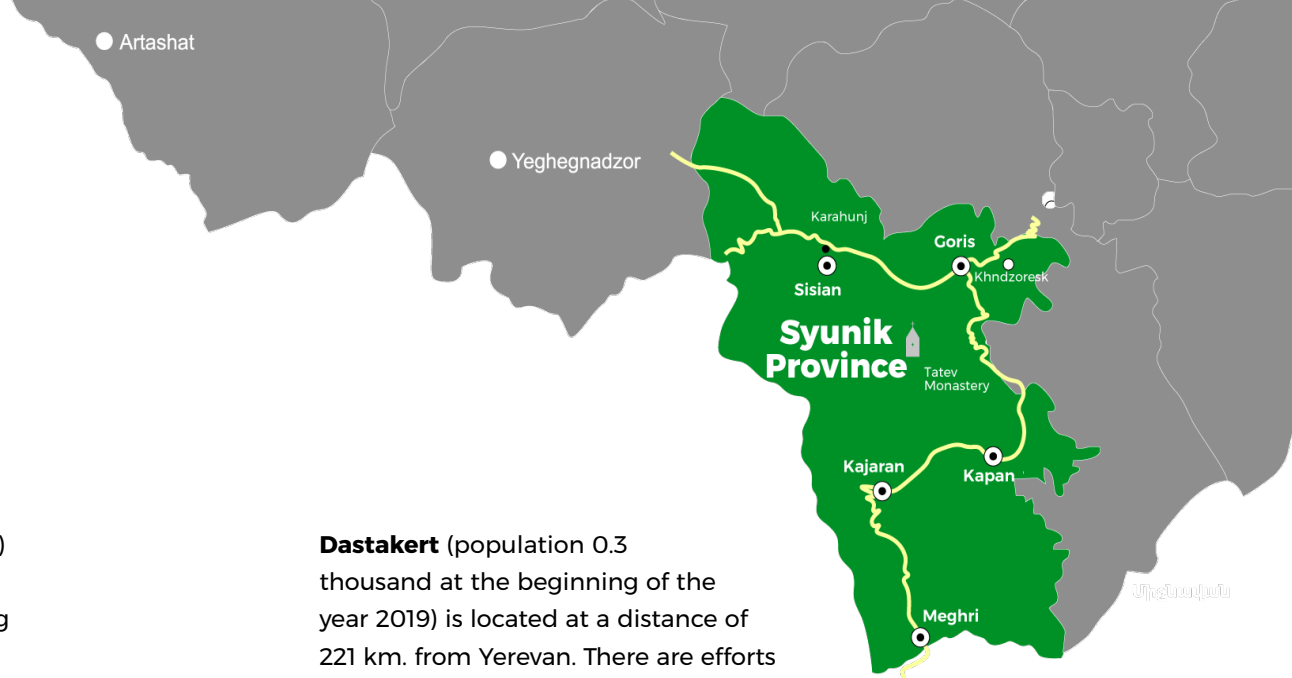 Artashat
Yeghegnadzor
Karahunj
Goris
Khndzoresk
Sisian
Syunik
Province
Tatev
Monastery
Kajaran
Kapan
Meghri
Միջնավան
)
g
Dastakert (population 0.3
thousand at the beginning of the
year 2019) is located at a distance of
221 km. from Yerevan. There are efforts